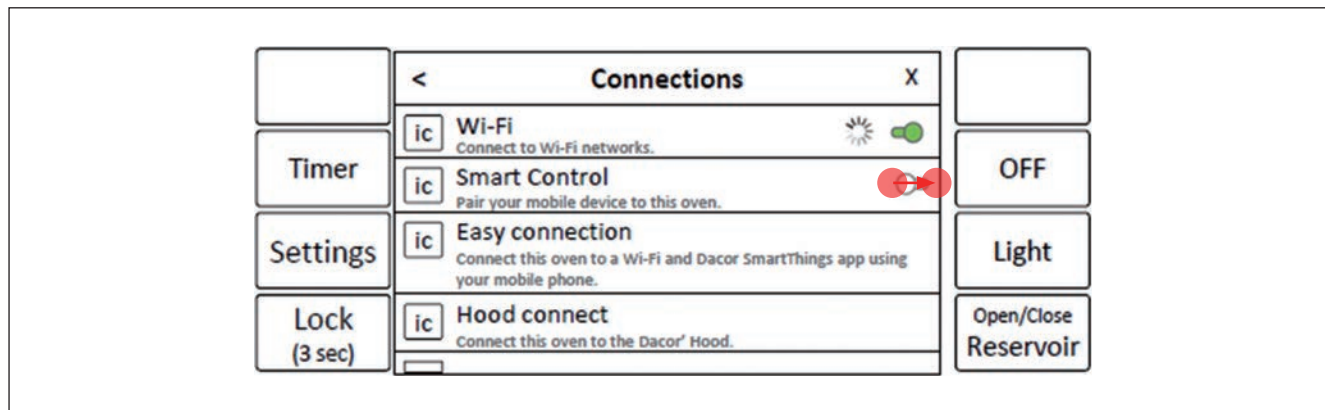 < Connections X
ic Wi-Fi
Connect to Wi-Fi networks.
ic Smart Control
Pair your mobile device to this oven.
ic Easy connection
Connect this oven to a Wi-Fi and Dacor SmartThings app using
your mobile phone.
ic Hood connect
Connect this oven to the Dacor' Hood.
Timer
Settings
Lock
(3 sec)
OFF
Light
Open/Close
Reservoir